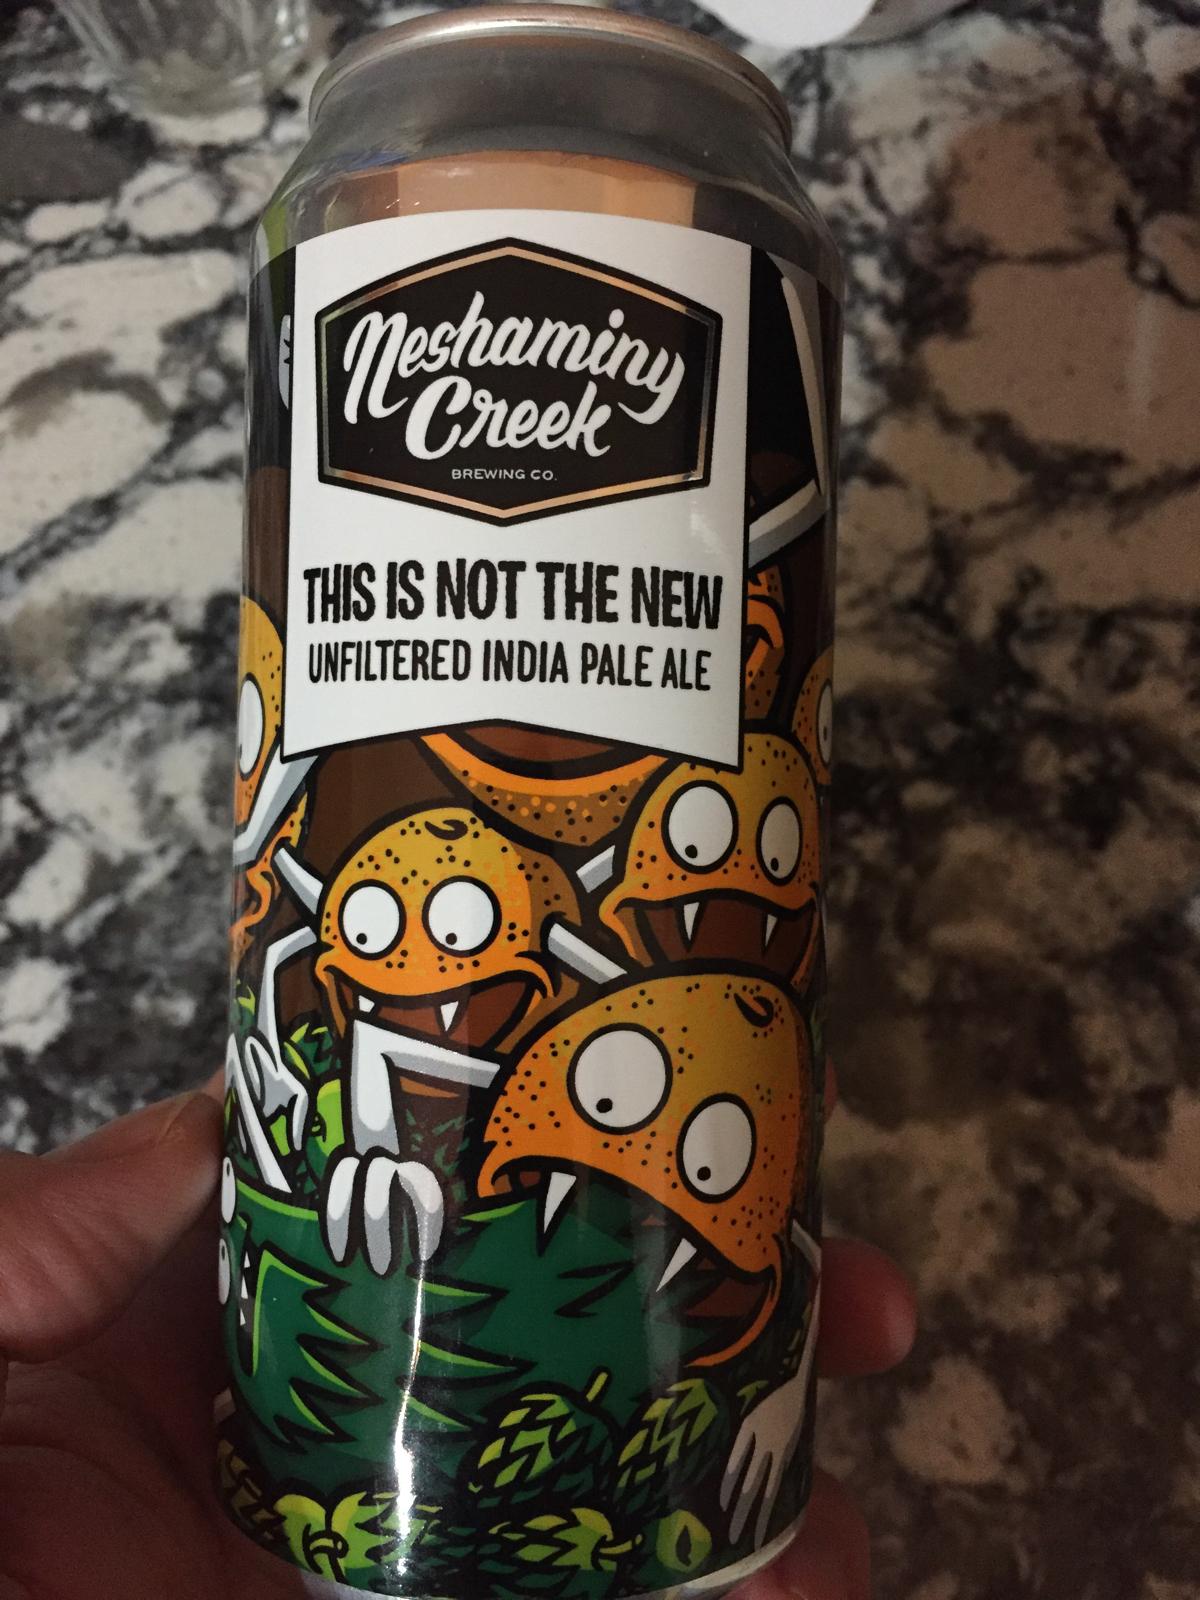 Neshaminy
Creek
BREWING CO.
THIS IS NOT THE NEW
UNFILTERED INDIA PALE ALE